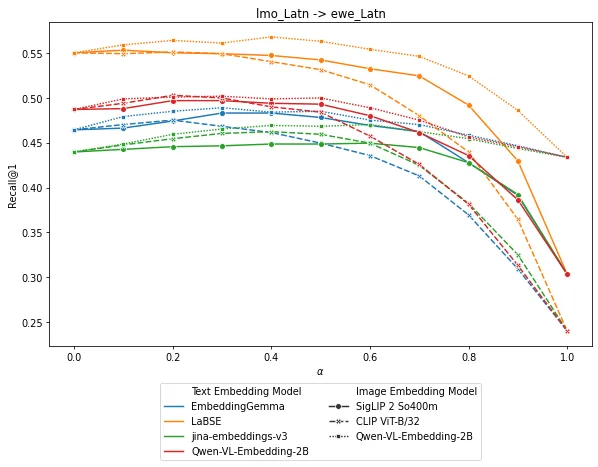 lmo_Latn -> ewe_Latn
Recall@1
0.55
0.50
0.45
0.40
0.35
0.30
0.25
0.0 0.2 0.4 0.6 0.8 1.0
α
Text Embedding Model Image Embedding Model
EmbeddingGemma SigLIP 2 So400m
LaBSE CLIP ViT-B/32
jina-embeddings-v3 Qwen-VL-Embedding-2B
Qwen-VL-Embedding-2B